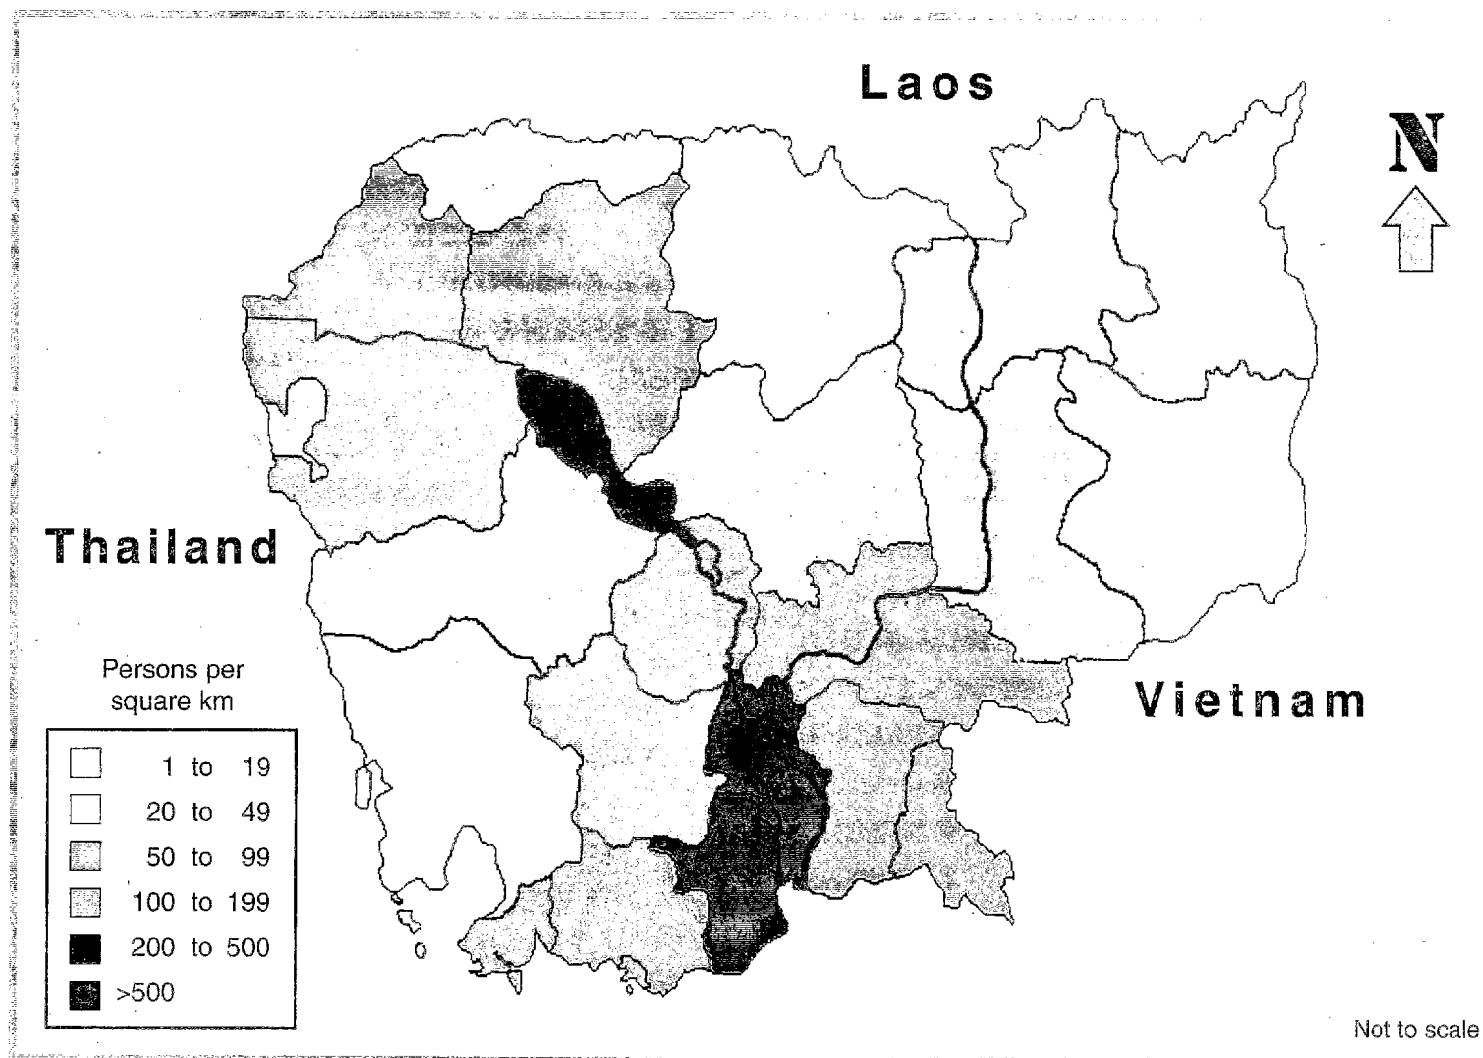 Laos
N
Thailand
Vietnam
Persons per
square km
1 to 19
20 to 49
50 to 99
100 to 199
200 to 500
>500
Not to scale